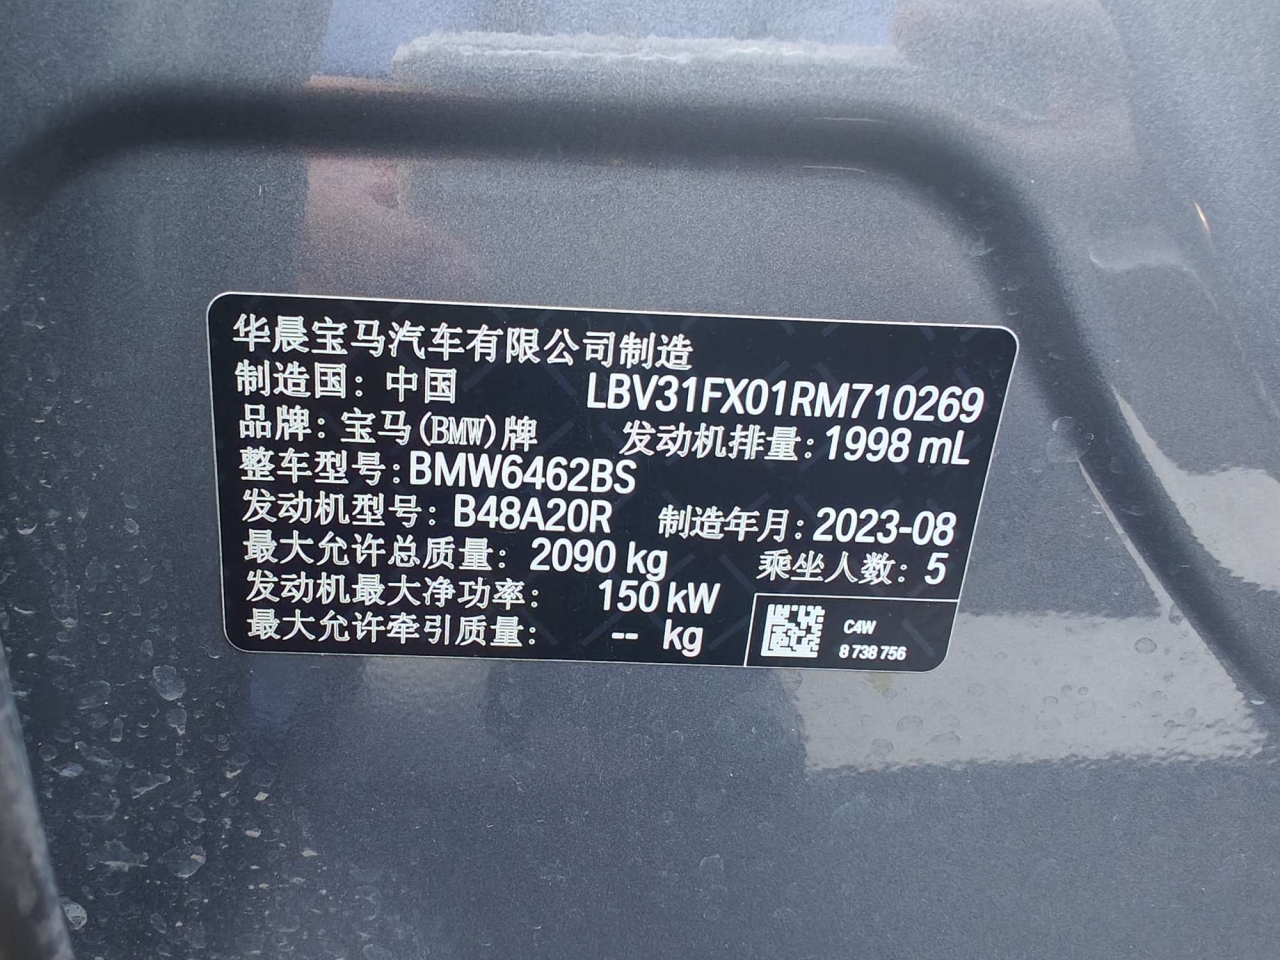 华晨宝马汽车有限公司制造
制造国：中国 LBV31FX01RM710269
品牌：宝马(BMW)牌 发动机排量：1998 mL
整车型号：BMW6462BS
发动机型号：B48A20R 制造年月：2023-08
最大允许总质量：2090 kg 乘坐人数：5
发动机最大净功率：150 kW
最大允许牵引质量：-- kg
C4W
8 738 756